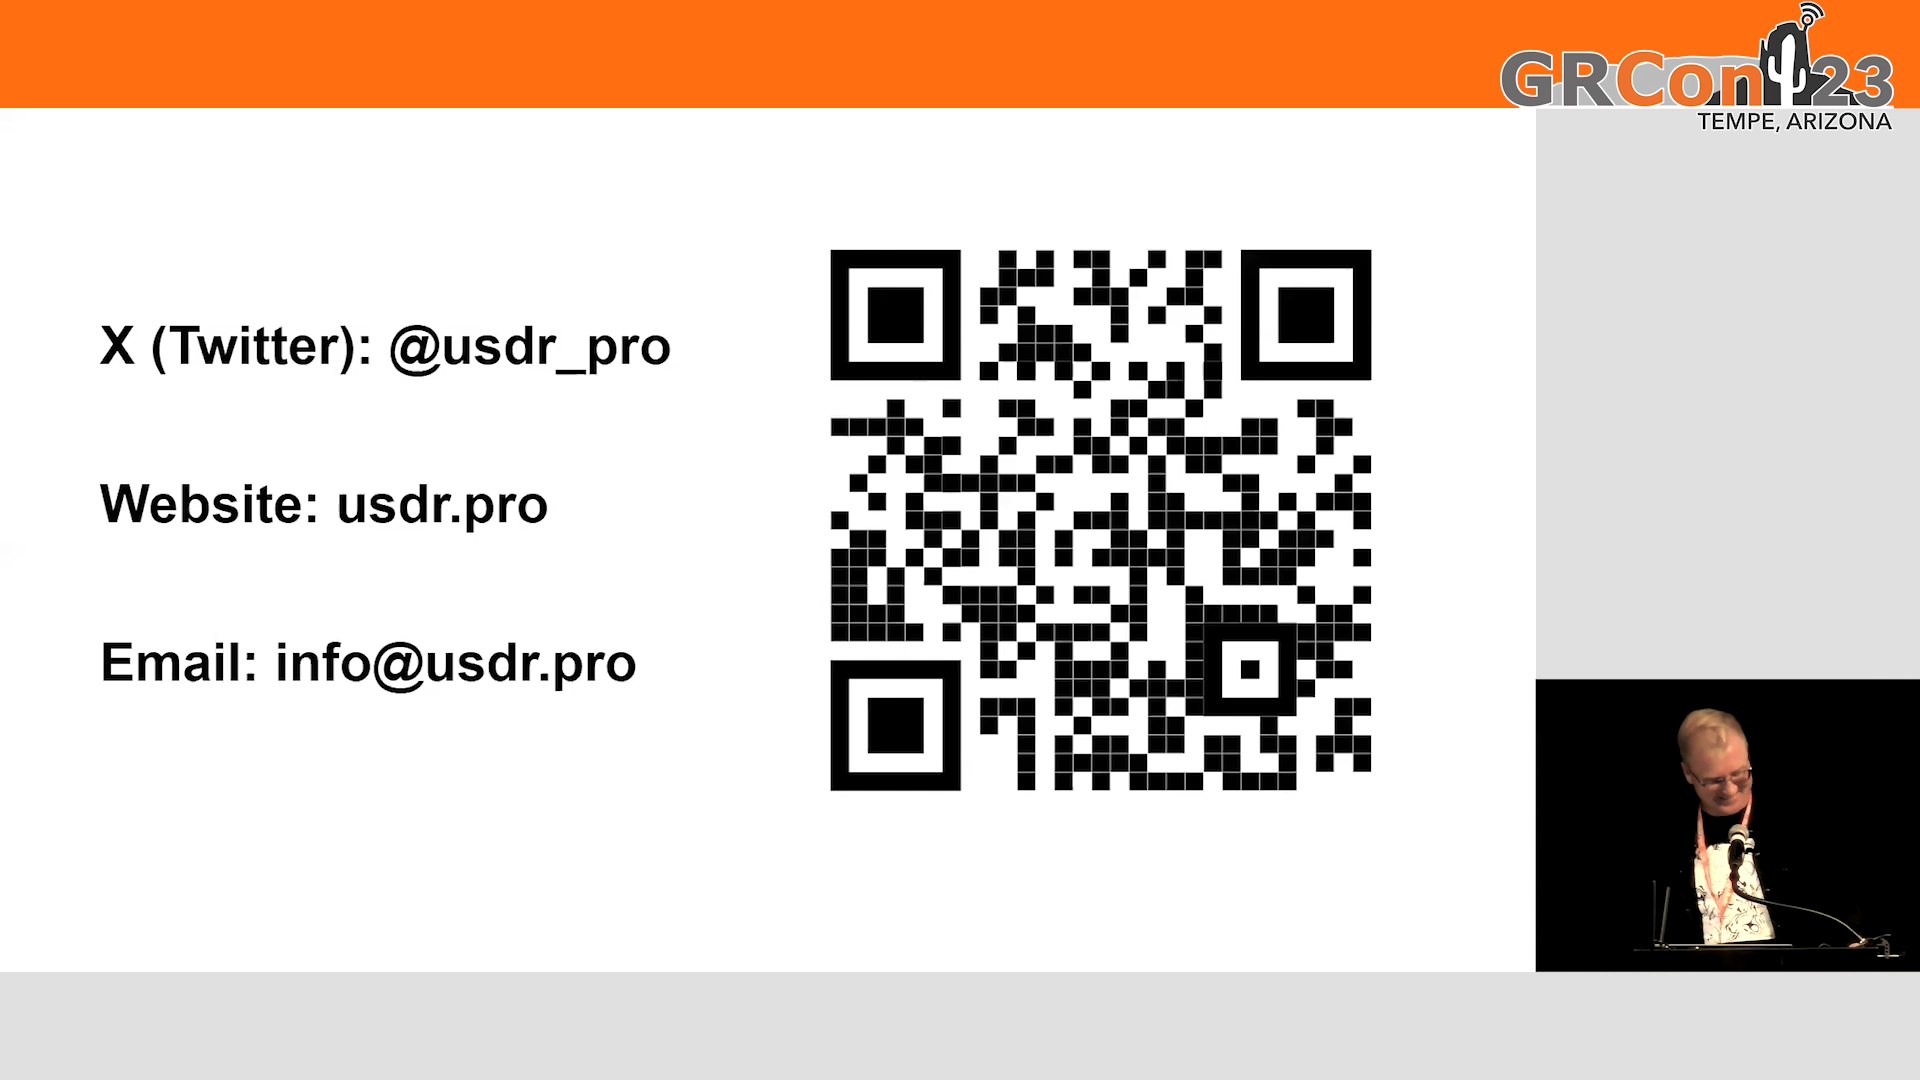 GRCon23
TEMPE, ARIZONA
X (Twitter): @usdr_pro
Website: usdr.pro
Email: info@usdr.pro